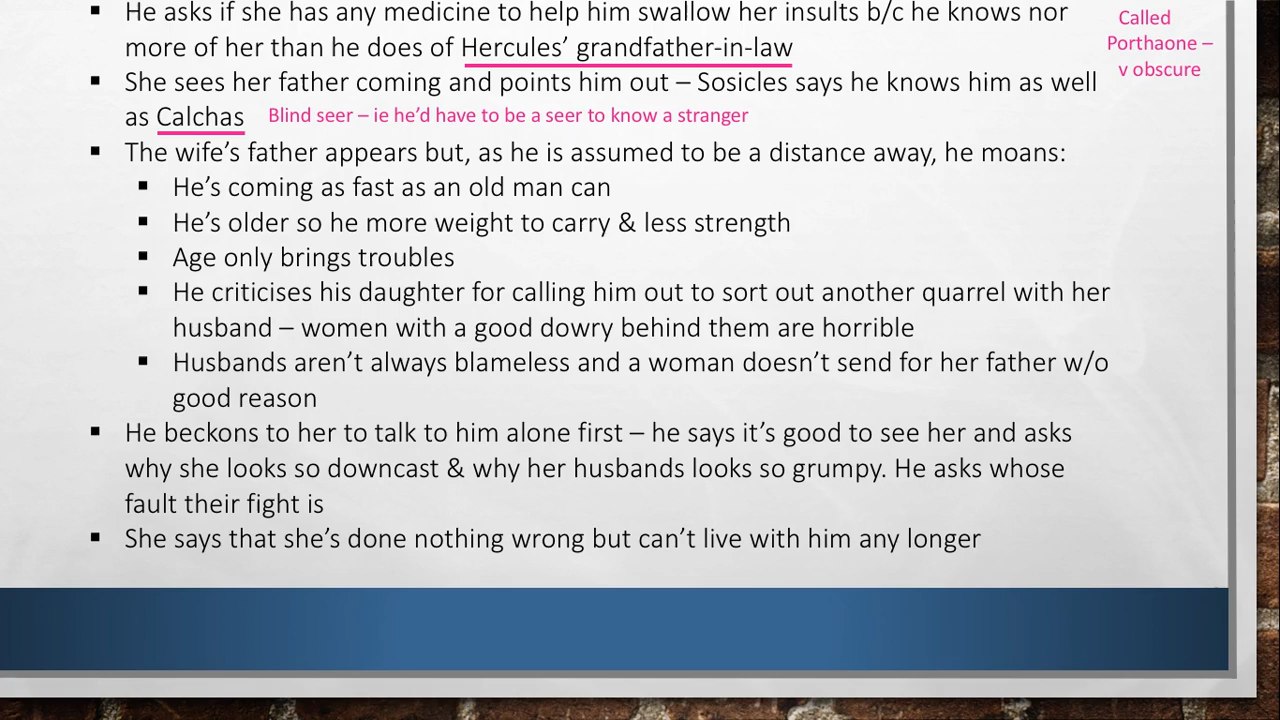 ▪ He asks if she has any medicine to help him swallow her insults b/c he knows nor
more of her than he does of Hercules’ grandfather-in-law
Called
Porthaone –
v obscure
▪ She sees her father coming and points him out – Sosicles says he knows him as well
as Calchas
Blind seer – ie he’d have to be a seer to know a stranger
▪ The wife’s father appears but, as he is assumed to be a distance away, he moans:
▪ He’s coming as fast as an old man can
▪ He’s older so he more weight to carry & less strength
▪ Age only brings troubles
▪ He criticises his daughter for calling him out to sort out another quarrel with her
husband – women with a good dowry behind them are horrible
▪ Husbands aren’t always blameless and a woman doesn’t send for her father w/o
good reason
▪ He beckons to her to talk to him alone first – he says it’s good to see her and asks
why she looks so downcast & why her husbands looks so grumpy. He asks whose
fault their fight is
▪ She says that she’s done nothing wrong but can’t live with him any longer